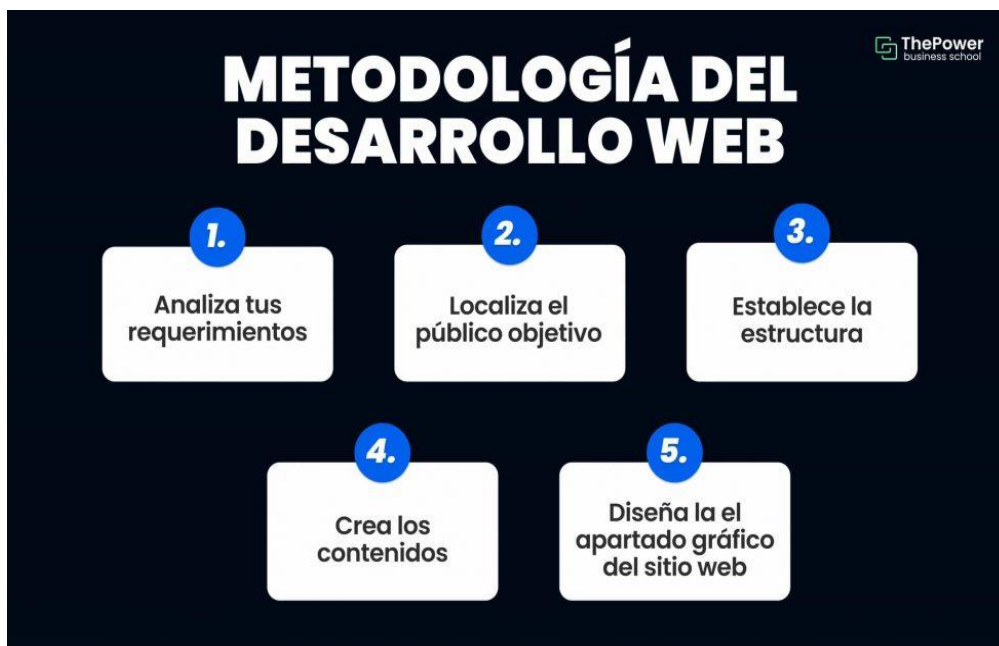 ThePower
business school
METODOLOGÍA DEL
DESARROLLO WEB
1.
Analiza tus
requerimientos
2.
Localiza el
público objetivo
3.
Establece la
estructura
4.
Crea los
contenidos
5.
Diseña la el
apartado gráfico
del sitio web